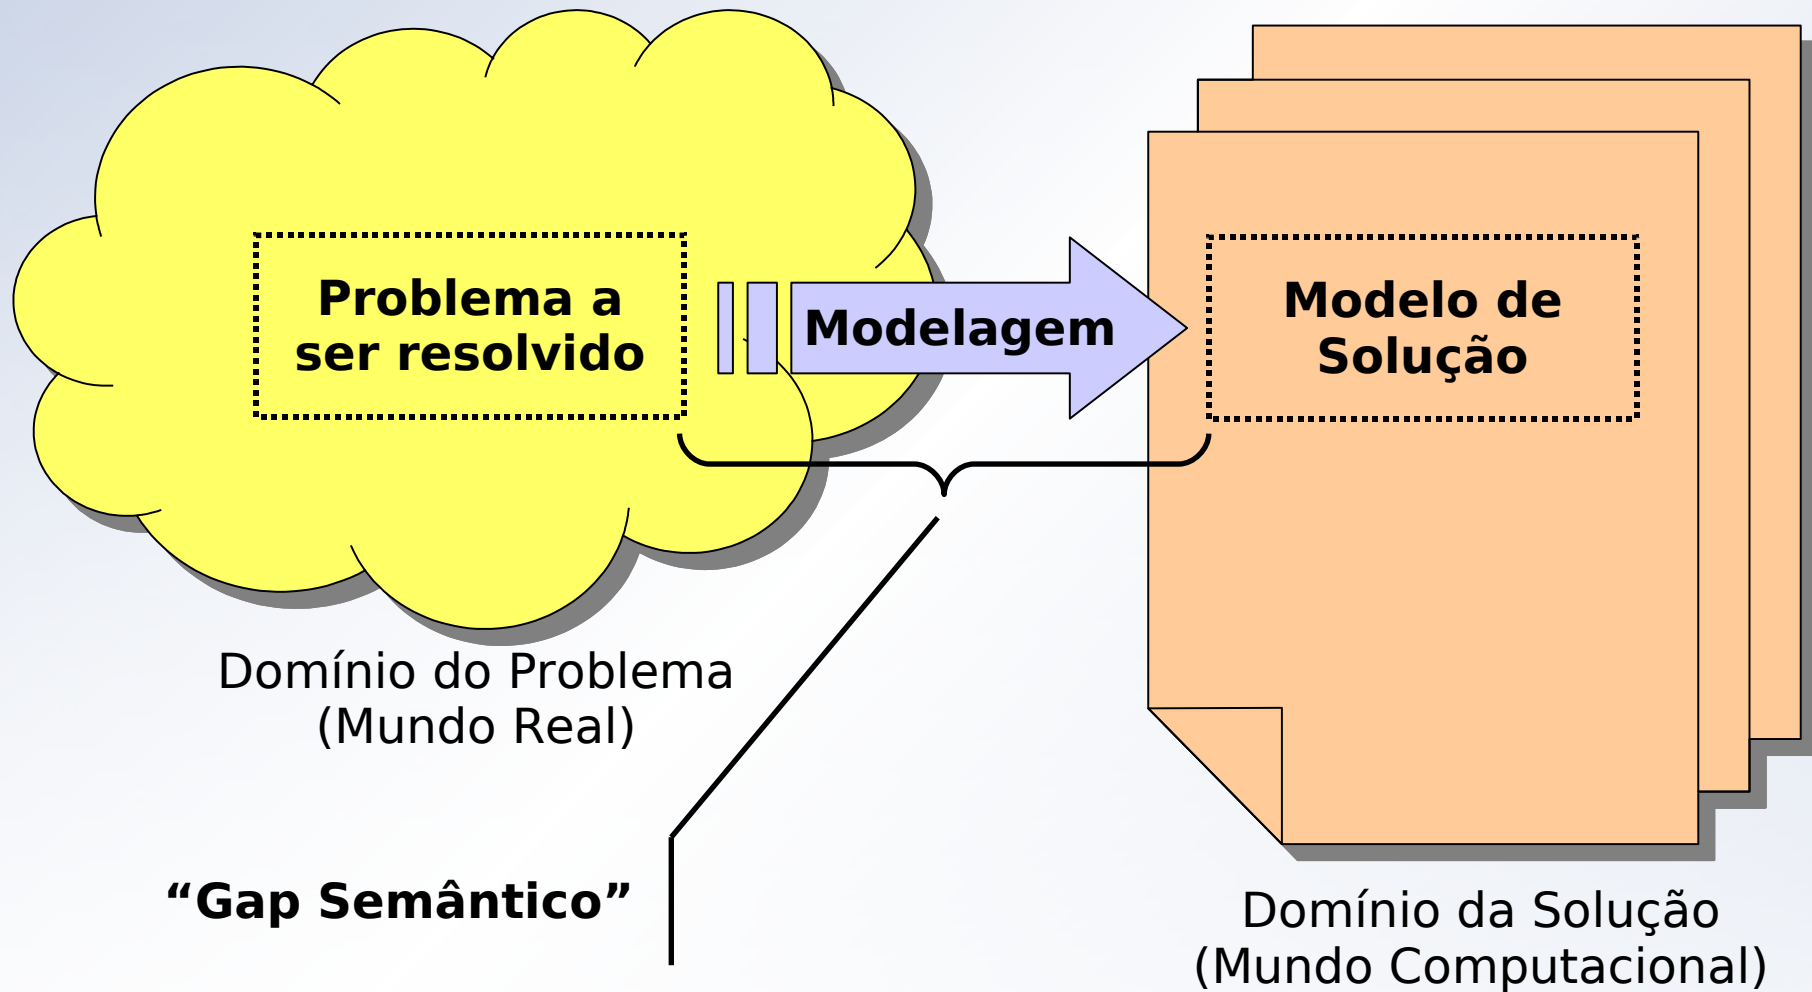 Problema a
ser resolvido
Modelagem
Modelo de
Solução
Domínio do Problema
(Mundo Real)
“Gap Semântico”
Domínio da Solução
(Mundo Computacional)